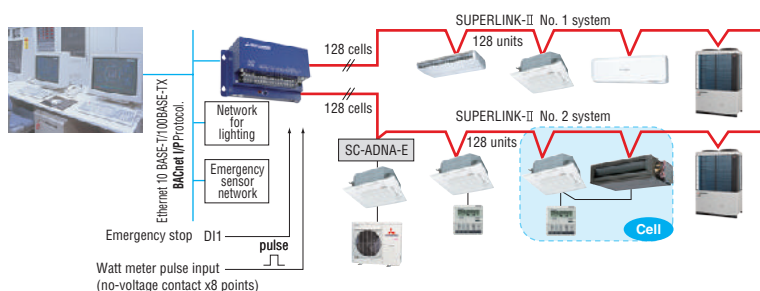 SUPERLINK-II No. 1 system
128 cells
128 units
128 cells
SUPERLINK-II No. 2 system
128 units
Ethernet 10 BASE-T/100BASE-TX
BACnet I/P Protocol.
Network
for
lighting
SC-ADNA-E
Emergency
sensor
network
Cell
Emergency stop DI1
pulse
Watt meter pulse input
(no-voltage contact x8 points)